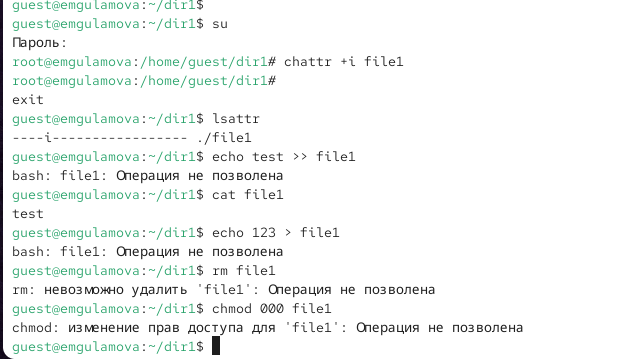 guest@emgulamova:~/dir1$
guest@emgulamova:~/dir1$ su
Пароль:
root@emgulamova:/home/guest/dir1# chattr +i file1
root@emgulamova:/home/guest/dir1#
exit
guest@emgulamova:~/dir1$ lsattr
----i----------------- ./file1
guest@emgulamova:~/dir1$ echo test >> file1
bash: file1: Операция не позволена
guest@emgulamova:~/dir1$ cat file1
test
guest@emgulamova:~/dir1$ echo 123 > file1
bash: file1: Операция не позволена
guest@emgulamova:~/dir1$ rm file1
rm: невозможно удалить 'file1': Операция не позволена
guest@emgulamova:~/dir1$ chmod 000 file1
chmod: изменение прав доступа для 'file1': Операция не позволена
guest@emgulamova:~/dir1$